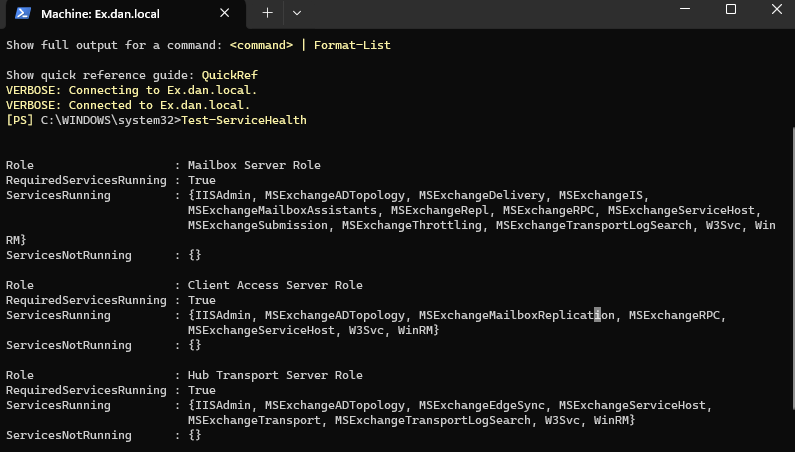 Machine: Ex.dan.local
Show full output for a command: <command> | Format-List
Show quick reference guide: QuickRef
VERBOSE: Connecting to Ex.dan.local.
VERBOSE: Connected to Ex.dan.local.
[PS] C:\WINDOWS\system32>Test-ServiceHealth
Role : Mailbox Server Role
RequiredServicesRunning : True
ServicesRunning : {IISAdmin, MSExchangeADTopology, MSExchangeDelivery, MSExchangeIS,
MSExchangeMailboxAssistants, MSExchangeRepl, MSExchangeRPC, MSExchangeServiceHost,
MSExchangeSubmission, MSExchangeThrottling, MSExchangeTransportLogSearch, W3Svc, Win
RM}
ServicesNotRunning : {}
Role : Client Access Server Role
RequiredServicesRunning : True
ServicesRunning : {IISAdmin, MSExchangeADTopology, MSExchangeMailboxReplication, MSExchangeRPC,
MSExchangeServiceHost, W3Svc, WinRM}
ServicesNotRunning : {}
Role : Hub Transport Server Role
RequiredServicesRunning : True
ServicesRunning : {IISAdmin, MSExchangeADTopology, MSExchangeEdgeSync, MSExchangeServiceHost,
MSExchangeTransport, MSExchangeTransportLogSearch, W3Svc, WinRM}
ServicesNotRunning : {}